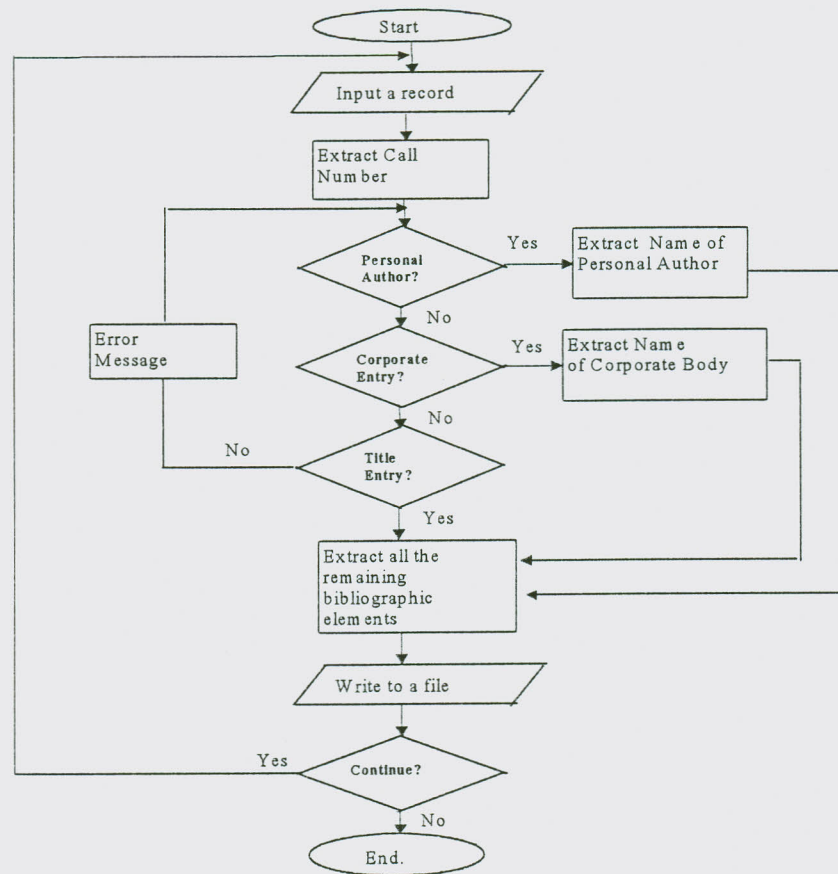 Start
Input a record
Extract Call
Number
Personal
Author?
Yes
Extract Name of
Personal Author
No
Error
Message
Corporate
Entry?
Yes
Extract Name
of Corporate Body
No
No
Title
Entry?
Yes
Extract all the
remaining
bibliographic
elements
Write to a file
Yes
Continue?
No
End.